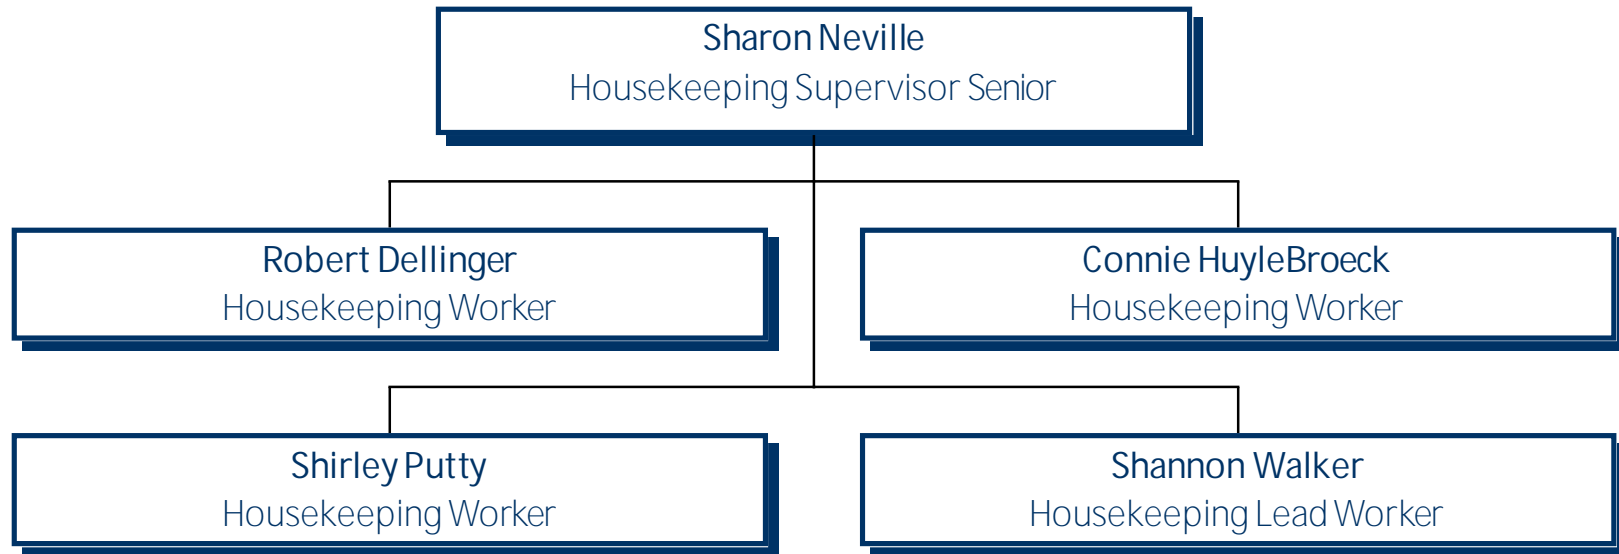 Sharon Neville
Housekeeping Supervisor Senior
Robert Dellinger
Housekeeping Worker
Connie HuyleBroeck
Housekeeping Worker
Shirley Putty
Housekeeping Worker
Shannon Walker
Housekeeping Lead Worker